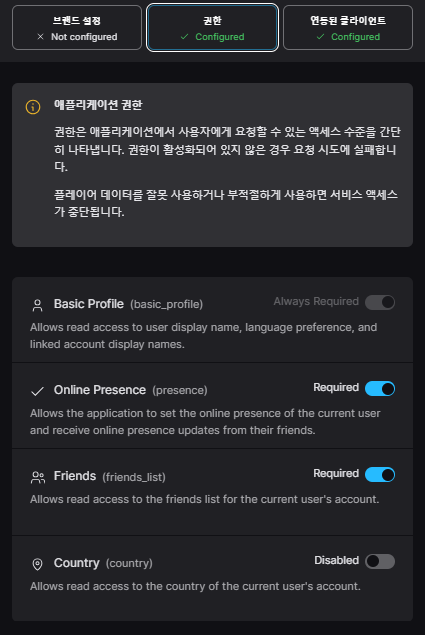 브랜드 설정
Not configured
권한
Configured
연동된 클라이언트
Configured
애플리케이션 권한
권한은 애플리케이션에서 사용자에게 요청할 수 있는 액세스 수준을 간단
히 나타냅니다. 권한이 활성화되어 있지 않은 경우 요청 시도에 실패합니
다.
플레이어 데이터를 잘못 사용하거나 부적절하게 사용하면 서비스 액세스
가 중단됩니다.
Basic Profile (basic_profile)
Always Required
Allows read access to user display name, language preference, and
linked account display names.
Online Presence (presence)
Required
Allows the application to set the online presence of the current user
and receive online presence updates from their friends.
Friends (friends_list)
Required
Allows read access to the friends list for the current user's account.
Country (country)
Disabled
Allows read access to the country of the current user's account.